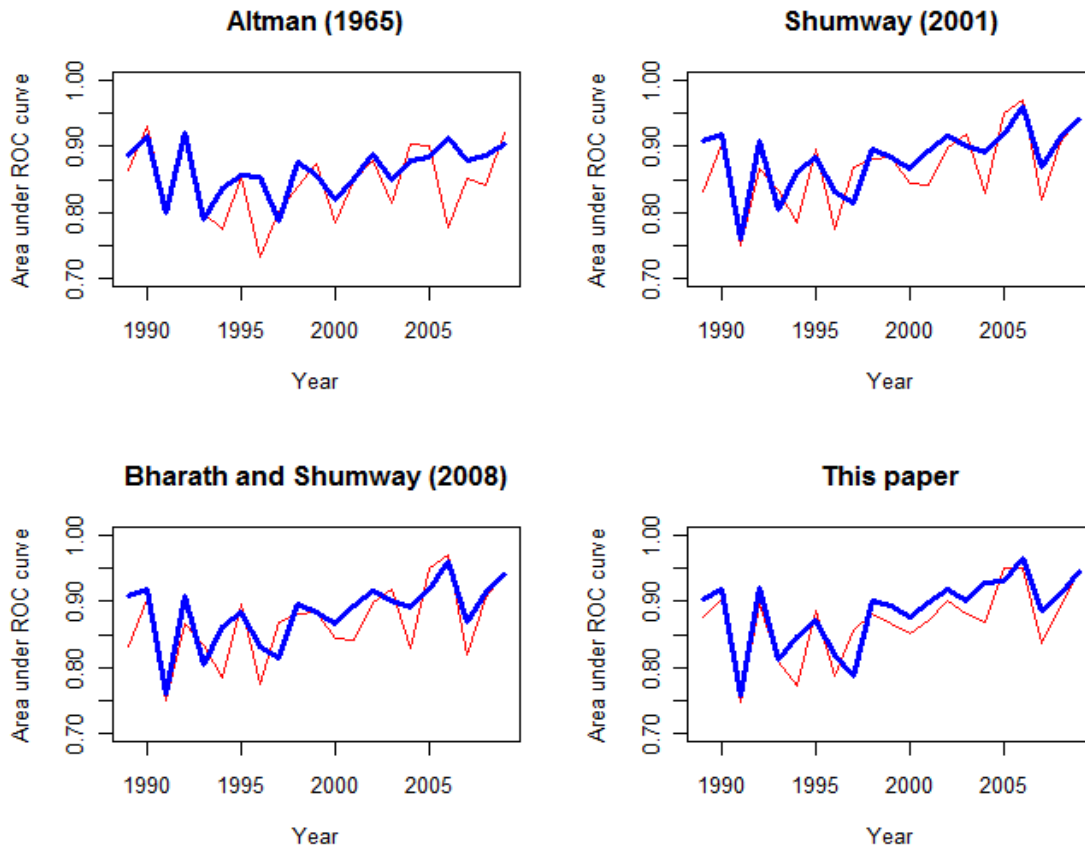 Altman (1965)
Area under ROC curve
1.00
0.90
0.80
0.70
1990 1995 2000 2005
Year
Shumway (2001)
Area under ROC curve
1.00
0.90
0.80
0.70
1990 1995 2000 2005
Year
Bharath and Shumway (2008)
Area under ROC curve
1.00
0.90
0.80
0.70
1990 1995 2000 2005
Year
This paper
Area under ROC curve
1.00
0.90
0.80
0.70
1990 1995 2000 2005
Year